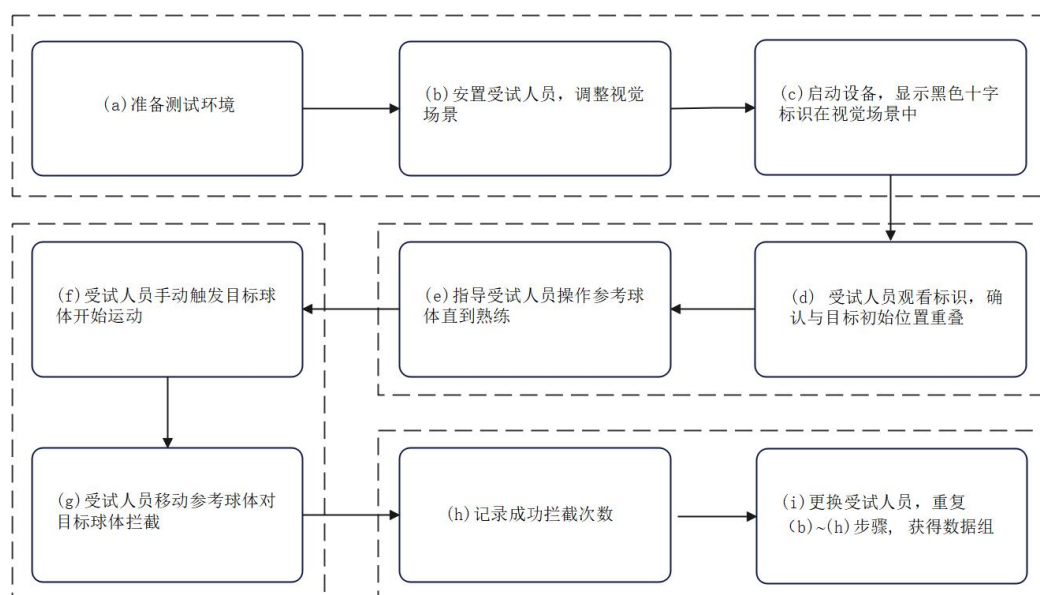 (a)准备测试环境
(b)安置受试人员，调整视觉
场景
(c)启动设备，显示黑色十字
标识在视觉场景中
(f)受试人员手动触发目标球
体开始运动
(e)指导受试人员操作参考球
体直到熟练
(d) 受试人员观看标识，确
认与目标初始位置重叠
(g)受试人员移动参考球体对
目标球体拦截
(h)记录成功拦截次数
(i)更换受试人员，重复
（b)~(h)步骤, 获得数据组